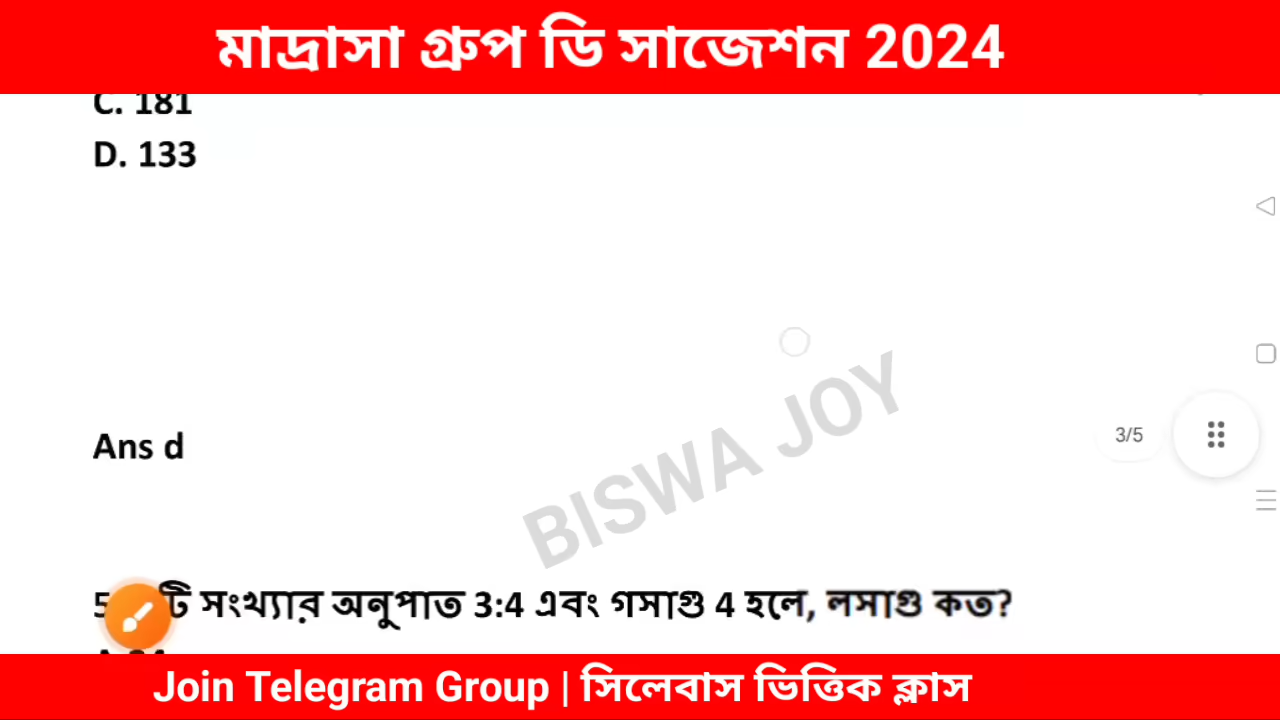 মাদ্রাসা গ্রুপ ডি সাজেশন 2024
C. 181
D. 133
BISWA JOY
Ans d
3/5
5 টি সংখ্যার অনুপাত 3:4 এবং গসাগু 4 হলে, লসাগু কত?
Join Telegram Group | সিলেবাস ভিত্তিক ক্লাস